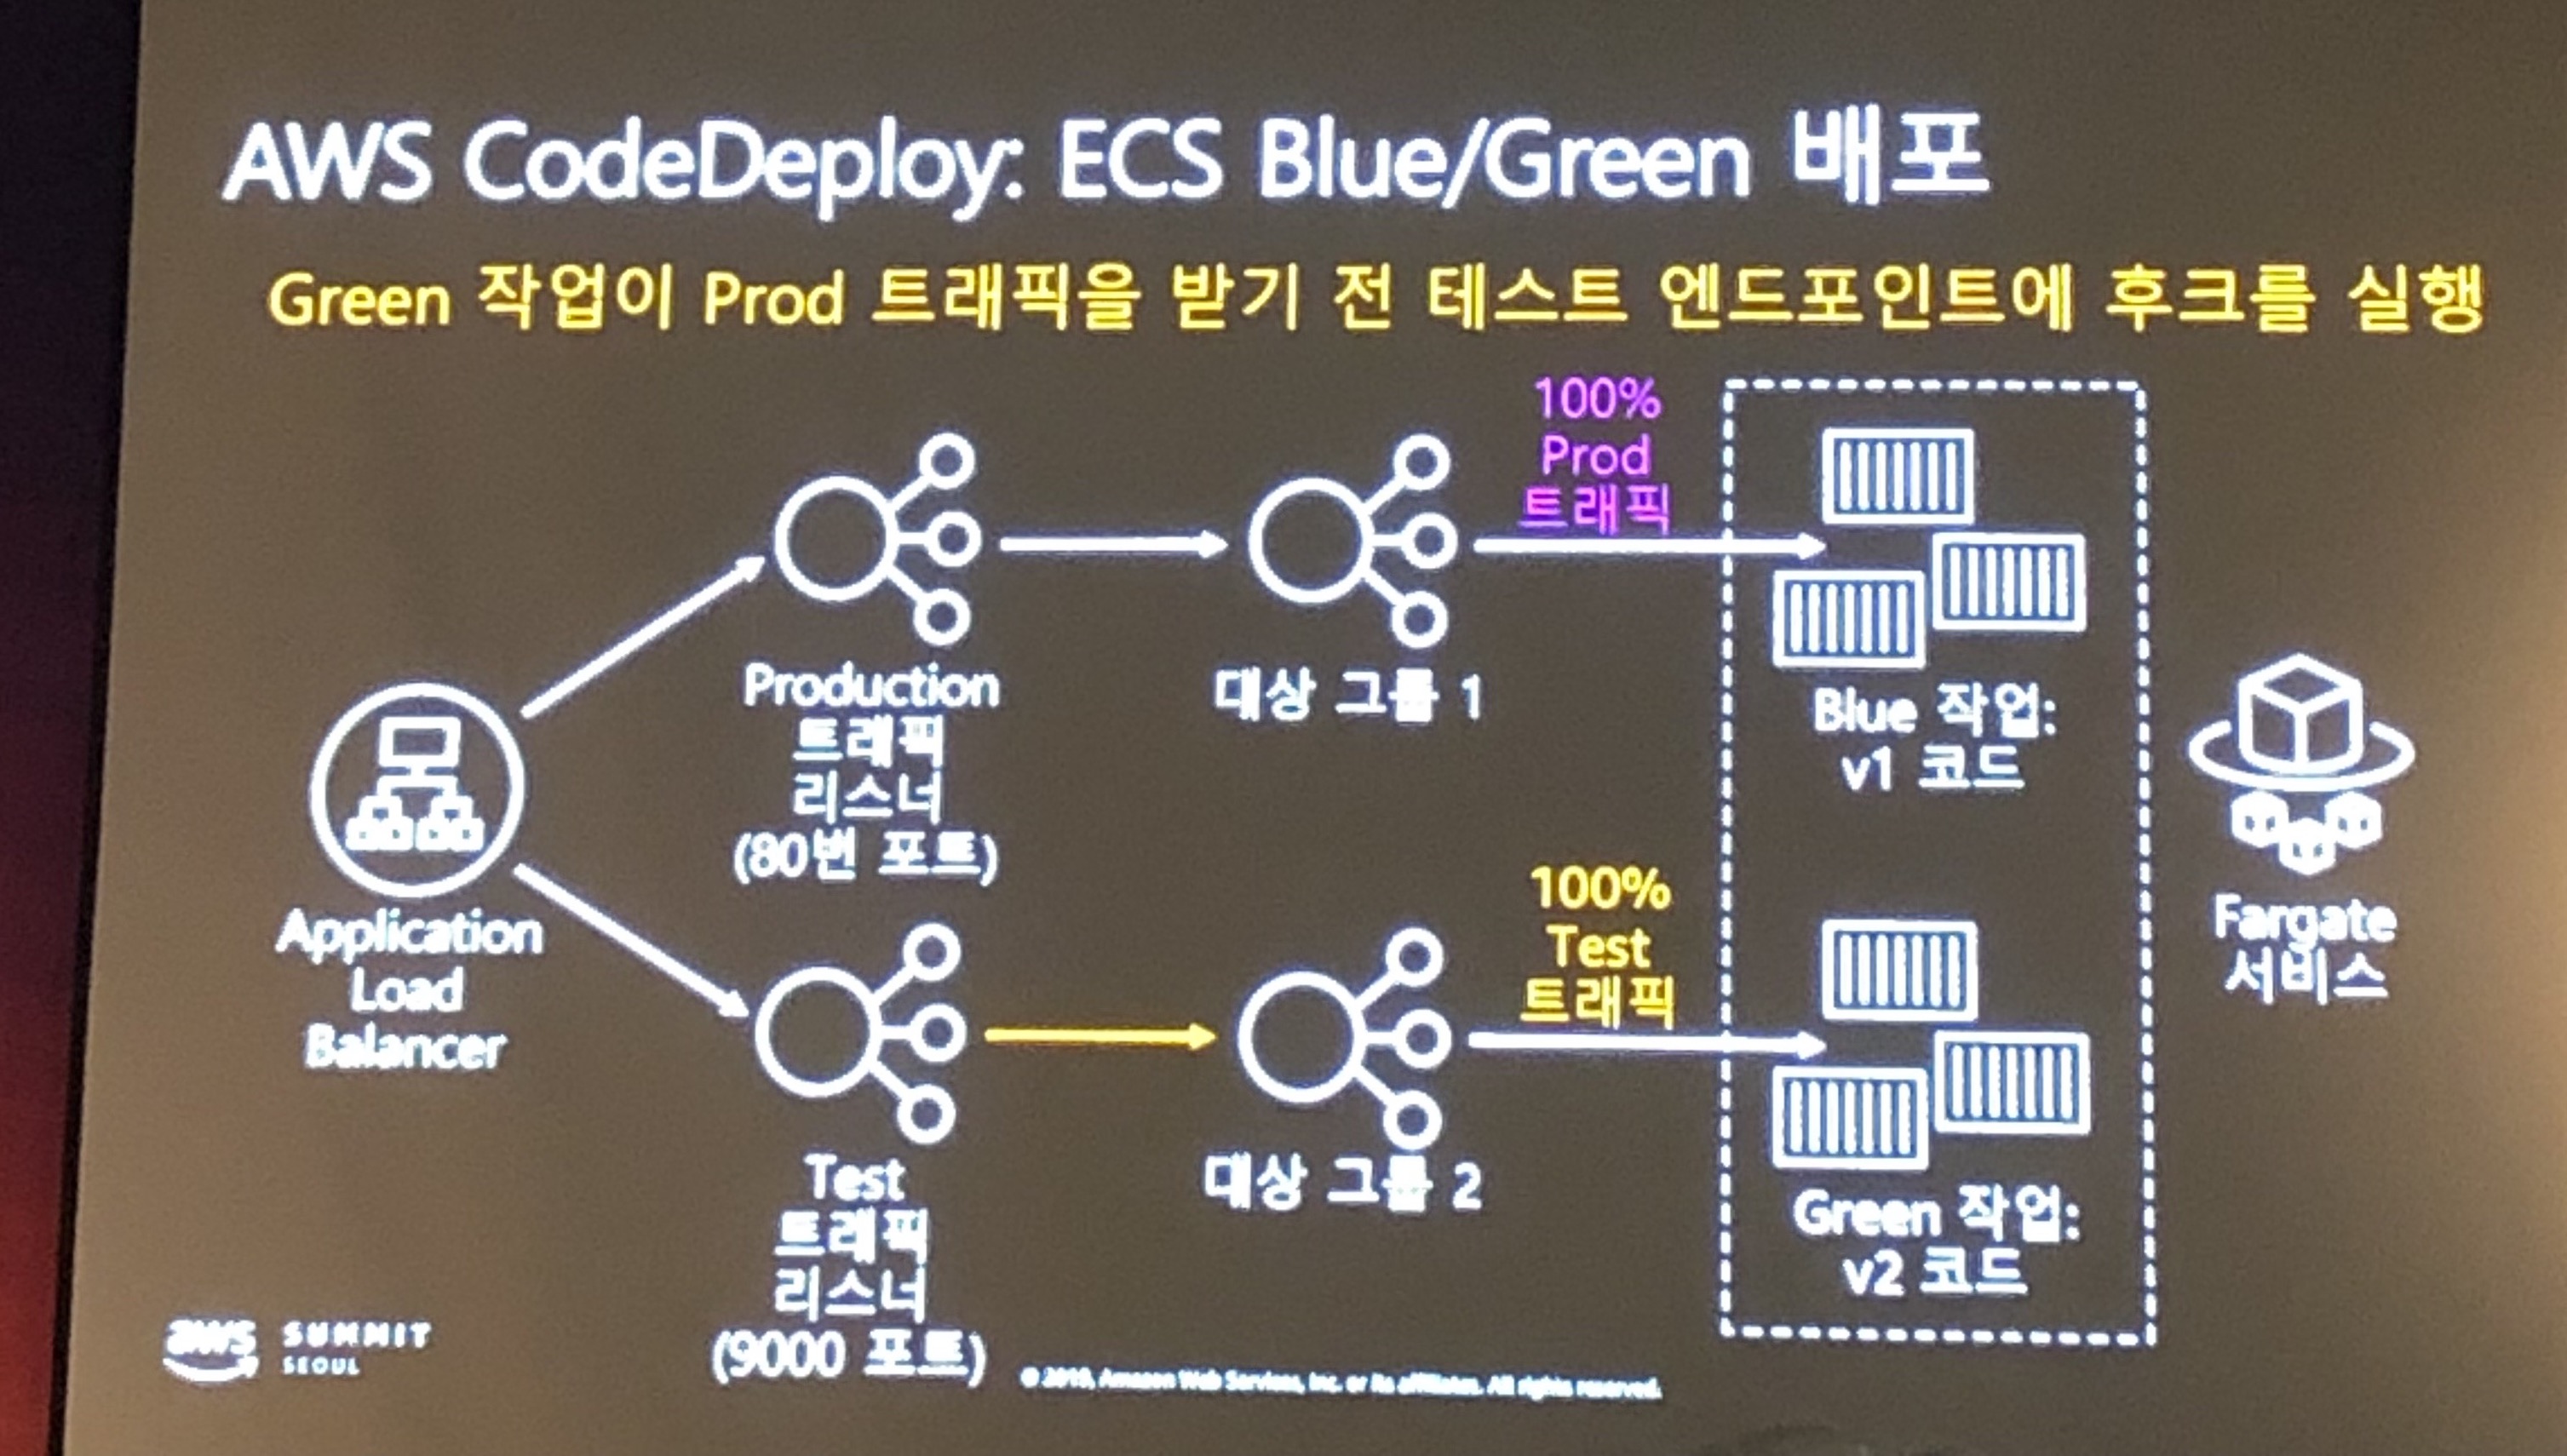 AWS CodeDeploy: ECS Blue/Green 배포
Green 작업이 Prod 트래픽을 받기 전 테스트 엔드포인트에 후크를 실행
100%
Prod
트래픽
Production
트래픽
리스너
(80번 포트)
대상 그룹 1
Blue 작업:
v1 코드
Application
Load
Balancer
Fargate
서비스
100%
Test
트래픽
Test
트래픽
리스너
(9000 포트)
대상 그룹 2
Green 작업:
v2 코드
aws SUMMIT
SEOUL
© 2019, Amazon Web Services, Inc. or its affiliates. All rights reserved.